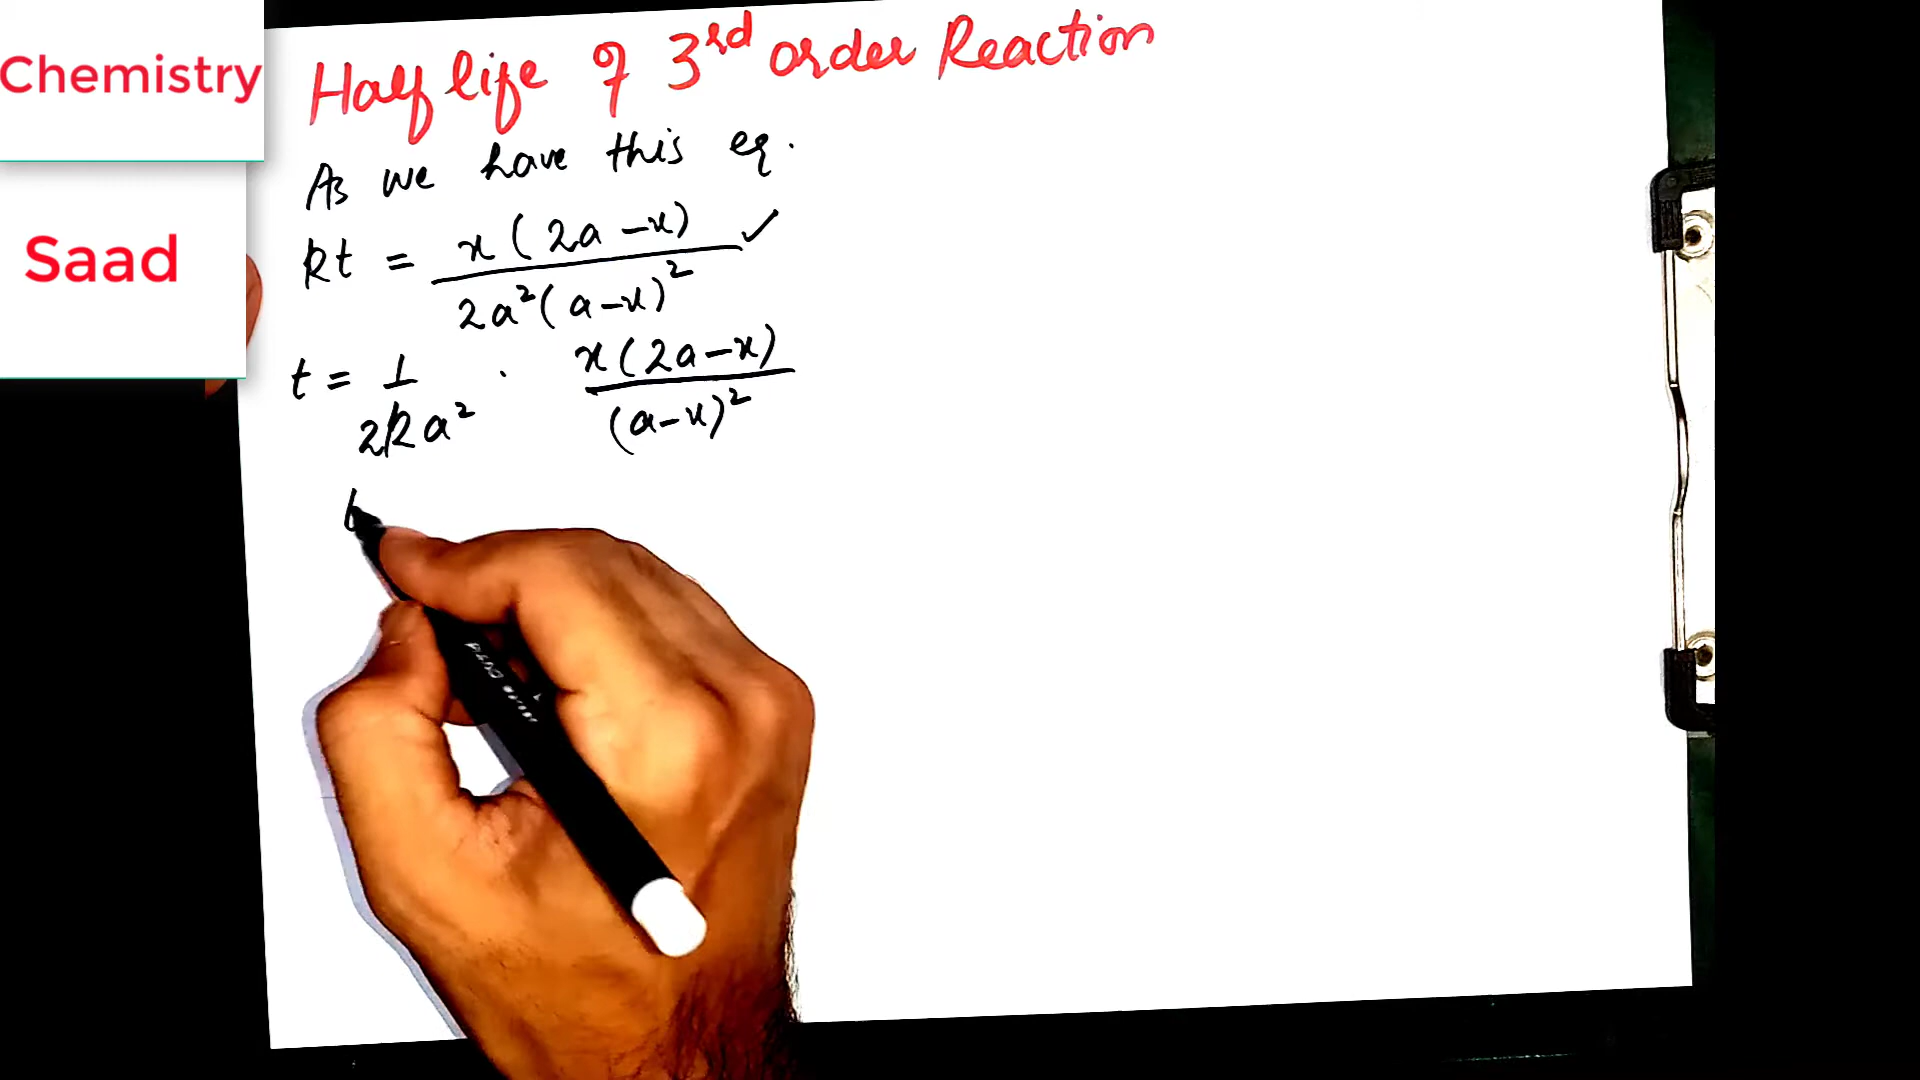 Chemistry
Saad
Half life of 3rd order Reaction
As we have this eq.
kt = x(2a-x) / 2a²(a-x)² ✓
t = 1 / 2ka² · x(2a-x) / (a-x)²